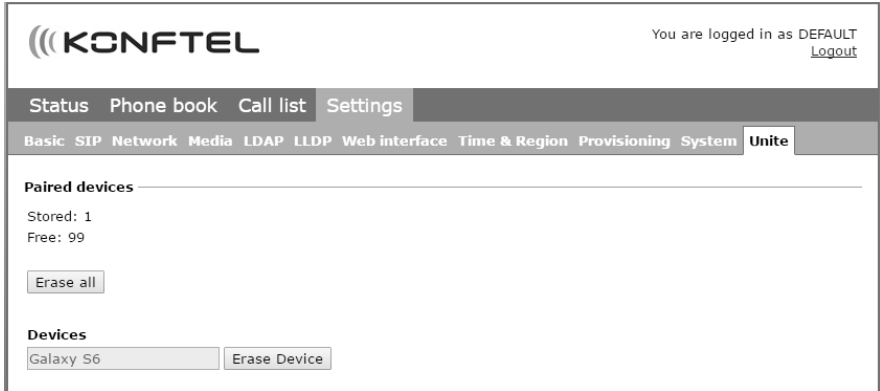 KONFTEL
You are logged in as DEFAULT
Logout
Status Phone book Call list Settings
Basic SIP Network Media LDAP LLDP Web interface Time & Region Provisioning System Unite
Paired devices
Stored: 1
Free: 99
Erase all
Devices
Galaxy S6 Erase Device